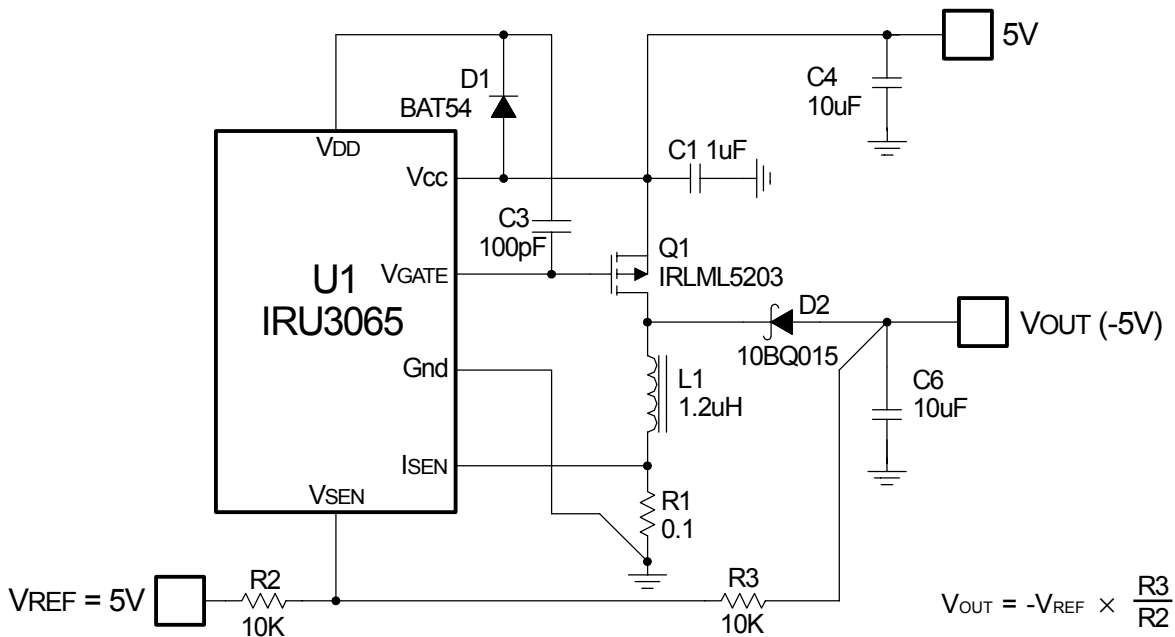 5V
D1
BAT54
C4
10uF
VDD
C1 1uF
Vcc
C3
100pF
Q1
IRLML5203
VGATE
U1
IRU3065
D2
10BQ015
VOUT (-5V)
Gnd
L1
1.2uH
C6
10uF
ISEN
VSEN
R1
0.1
VREF = 5V
R2
10K
R3
10K
VOUT = -VREF × R3/R2